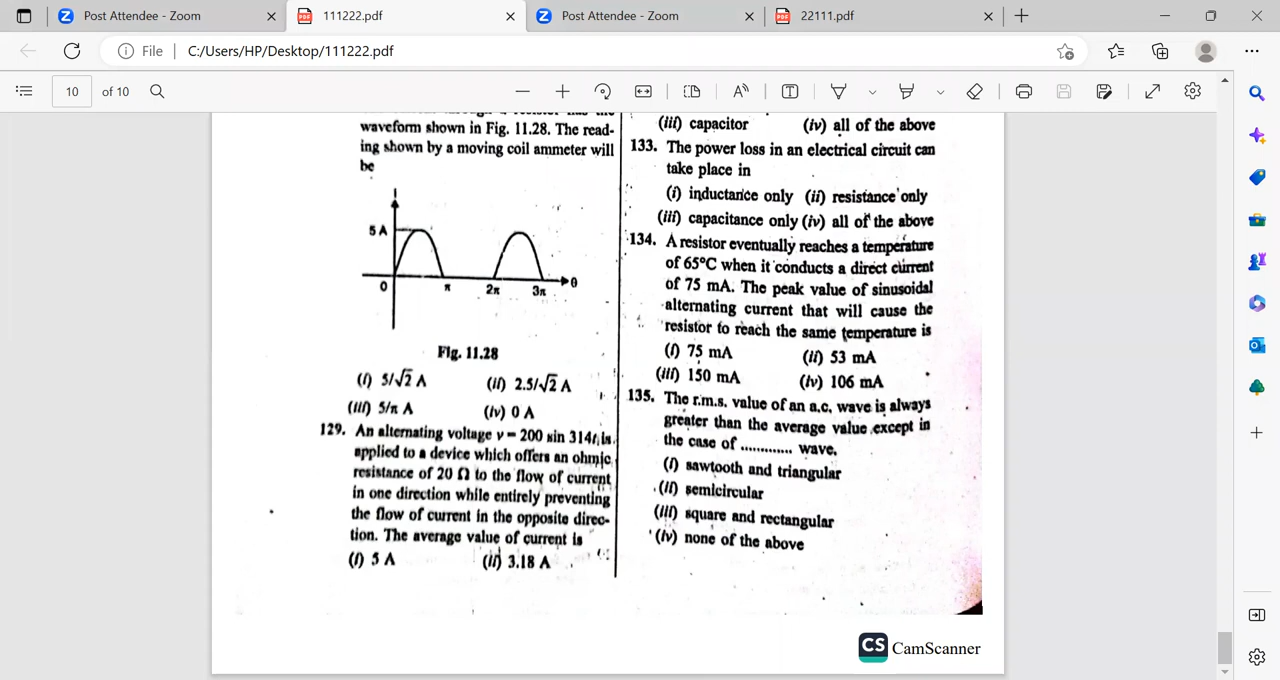 Post Attendee - Zoom
111222.pdf
Post Attendee - Zoom
22111.pdf
File
C:/Users/HP/Desktop/111222.pdf
10 of 10
waveform shown in Fig. 11.28. The read-
ing shown by a moving coil ammeter will
be
I
5 A
0
π
2π
3π
θ
Fig. 11.28
(i) 5/√2 A (ii) 2.5/√2 A
(iii) 5/π A (iv) 0 A
129. An alternating voltage v = 200 sin 314t, is
applied to a device which offers an ohmic
resistance of 20 Ω to the flow of current
in one direction while entirely preventing
the flow of current in the opposite direc-
tion. The average value of current is
(i) 5 A (ii) 3.18 A
(iii) capacitor (iv) all of the above
133. The power loss in an electrical circuit can
take place in
(i) inductance only (ii) resistance only
(iii) capacitance only (iv) all of the above
134. A resistor eventually reaches a temperature
of 65°C when it conducts a direct current
of 75 mA. The peak value of sinusoidal
alternating current that will cause the
resistor to reach the same temperature is
(i) 75 mA (ii) 53 mA
(iii) 150 mA (iv) 106 mA
135. The r.m.s. value of an a.c. wave is always
greater than the average value except in
the case of ............ wave.
(i) sawtooth and triangular
(ii) semicircular
(iii) square and rectangular
(iv) none of the above
CS CamScanner